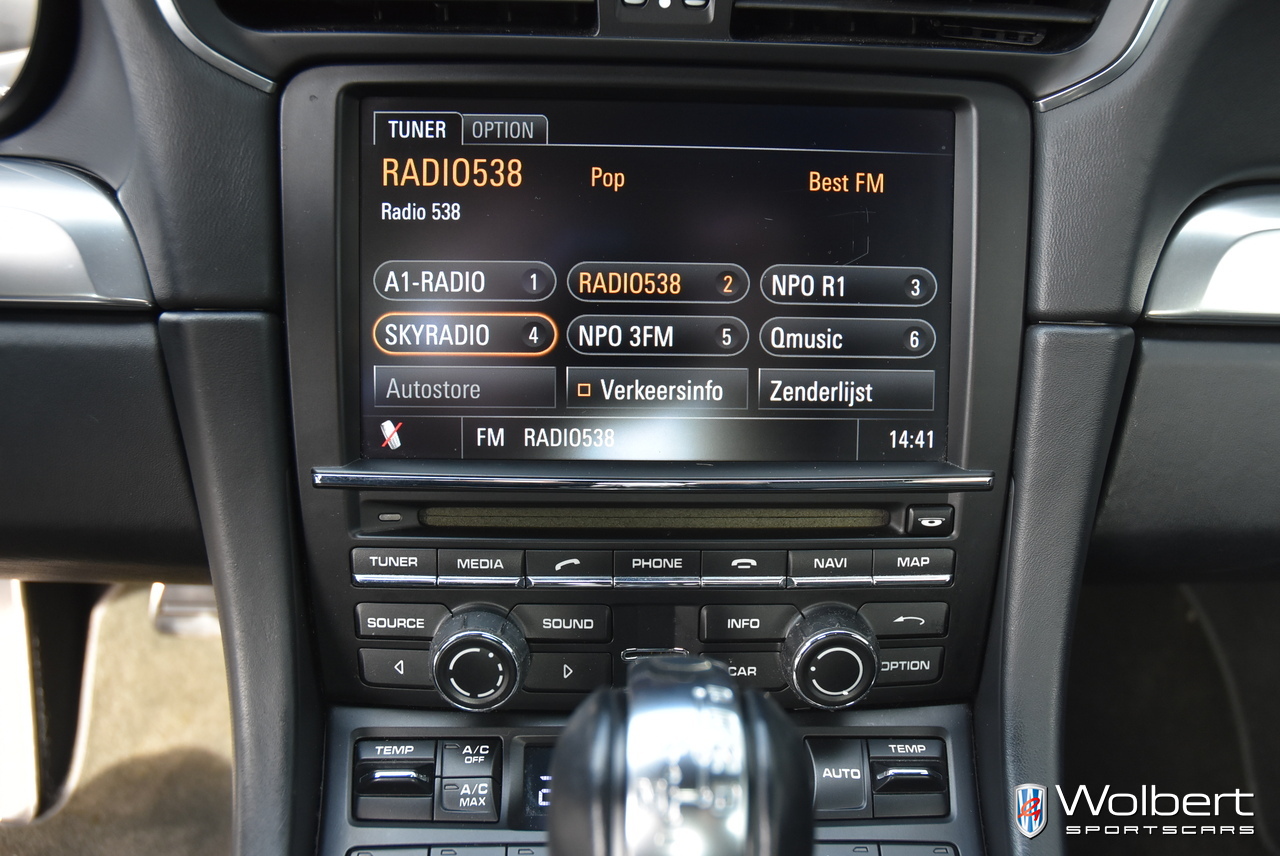 TUNER OPTION
RADIO538 Pop Best FM
Radio 538
A1-RADIO 1 RADIO538 2 NPO R1 3
SKYRADIO 4 NPO 3FM 5 Qmusic 6
Autostore Verkeersinfo Zenderlijst
FM RADIO538 14:41
TUNER MEDIA PHONE NAVI MAP
SOURCE SOUND INFO
CAR OPTION
TEMP A/C OFF AUTO TEMP
A/C MAX
Wolbert
SPORTSCARS